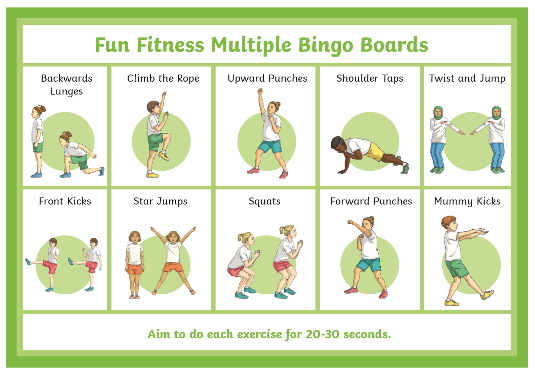 Fun Fitness Multiple Bingo Boards
Backwards
Lunges
Climb the Rope
Upward Punches
Shoulder Taps
Twist and Jump
Front Kicks
Star Jumps
Squats
Forward Punches
Mummy Kicks
Aim to do each exercise for 20-30 seconds.